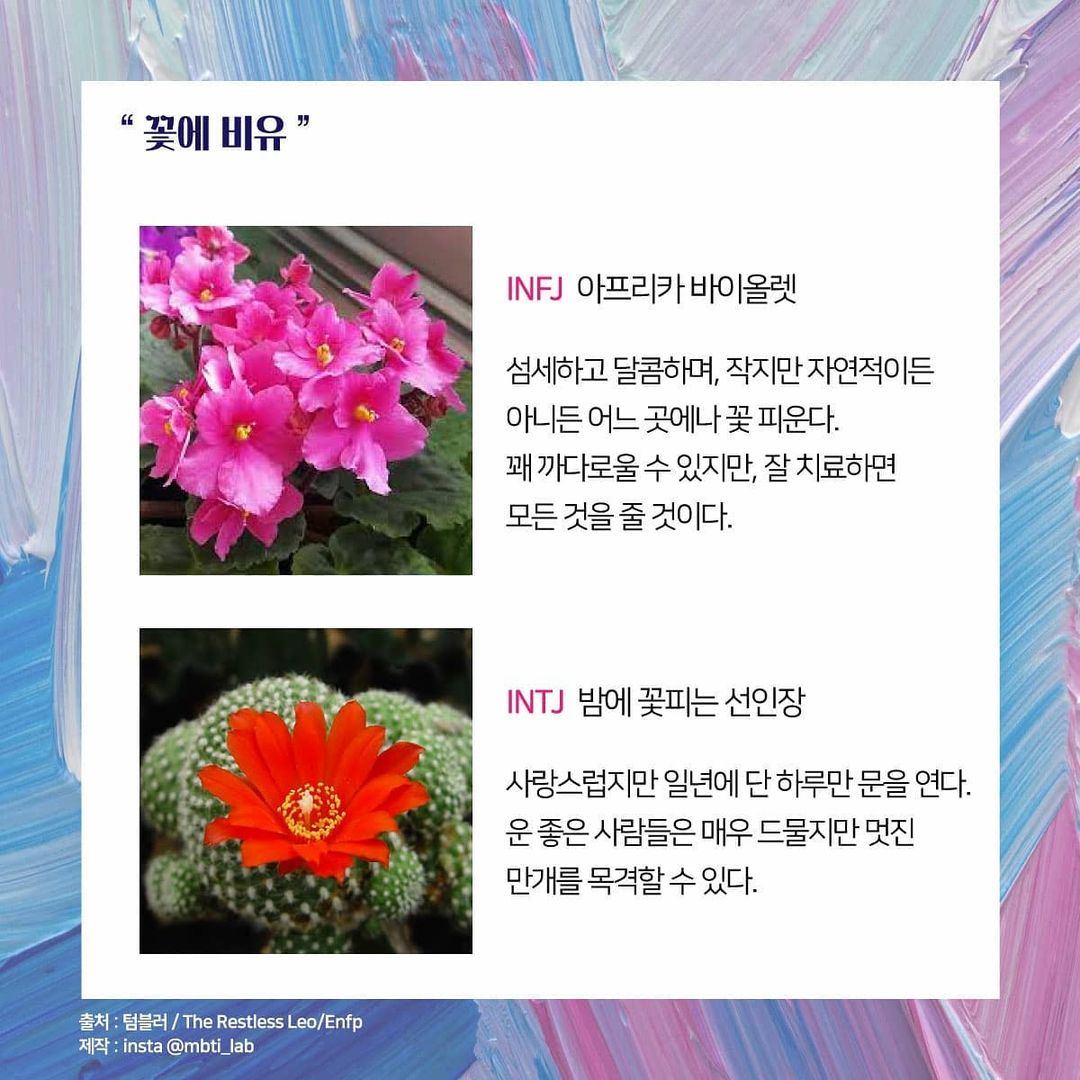 “ 꽃에 비유 ”
INFJ 아프리카 바이올렛
섬세하고 달콤하며, 작지만 자연적이든
아니든 어느 곳에나 꽃 피운다.
꽤 까다로울 수 있지만, 잘 치료하면
모든 것을 줄 것이다.
INTJ 밤에 꽃피는 선인장
사랑스럽지만 일년에 단 하루만 문을 연다.
운 좋은 사람들은 매우 드물지만 멋진
만개를 목격할 수 있다.
출처 : 텀블러 / The Restless Leo/Enfp
제작 : insta @mbti_lab